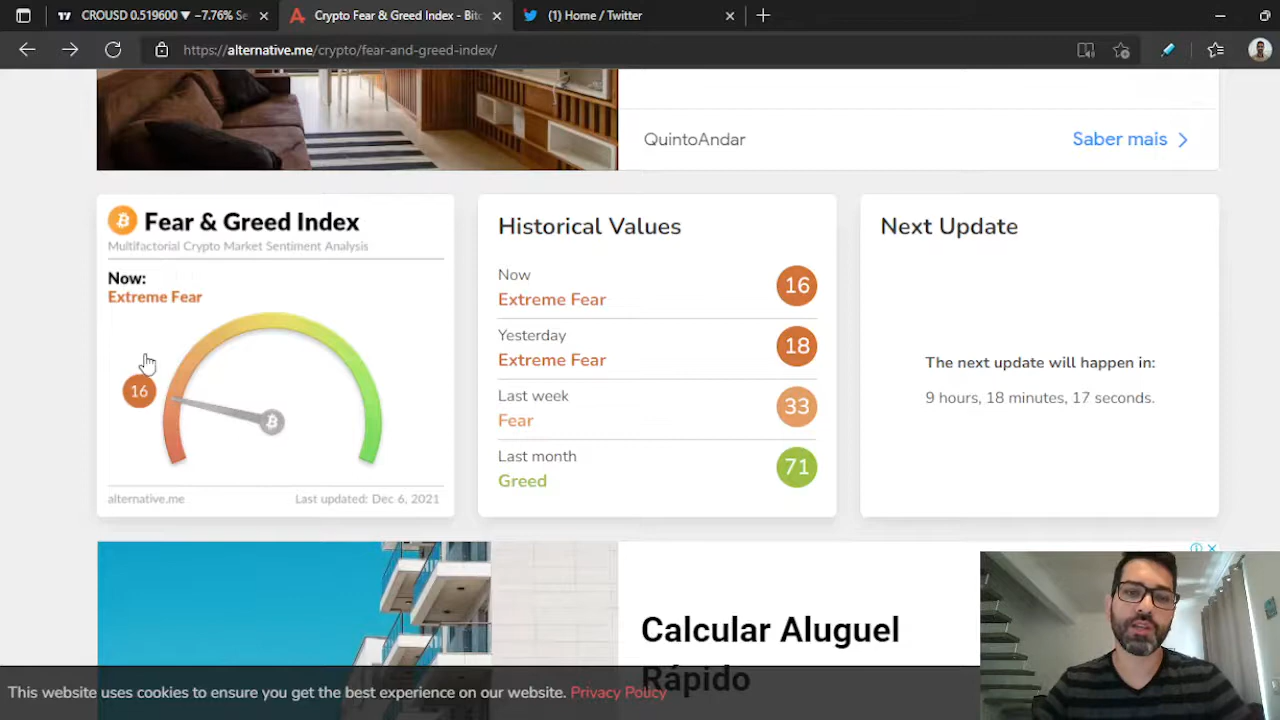 CROUSD 0.519600 ▼ −7.76% Se
Crypto Fear & Greed Index - Bitc
(1) Home / Twitter
https://alternative.me/crypto/fear-and-greed-index/
QuintoAndar
Saber mais
Fear & Greed Index
Multifactorial Crypto Market Sentiment Analysis
Now:
Extreme Fear
16
alternative.me
Last updated: Dec 6, 2021
Historical Values
Now
Extreme Fear
16
Yesterday
Extreme Fear
18
Last week
Fear
33
Last month
Greed
71
Next Update
The next update will happen in:
9 hours, 18 minutes, 17 seconds.
Calcular Aluguel
Rápido
This website uses cookies to ensure you get the best experience on our website. Privacy Policy